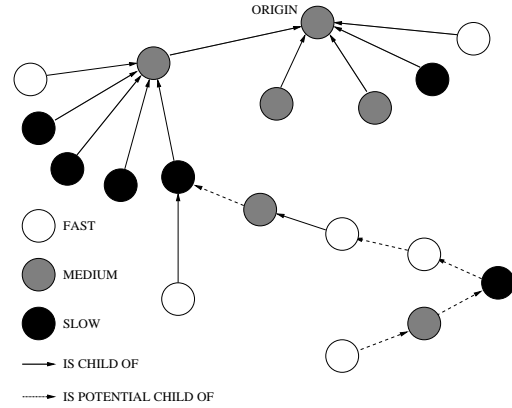 ORIGIN
FAST
MEDIUM
SLOW
IS CHILD OF
IS POTENTIAL CHILD OF